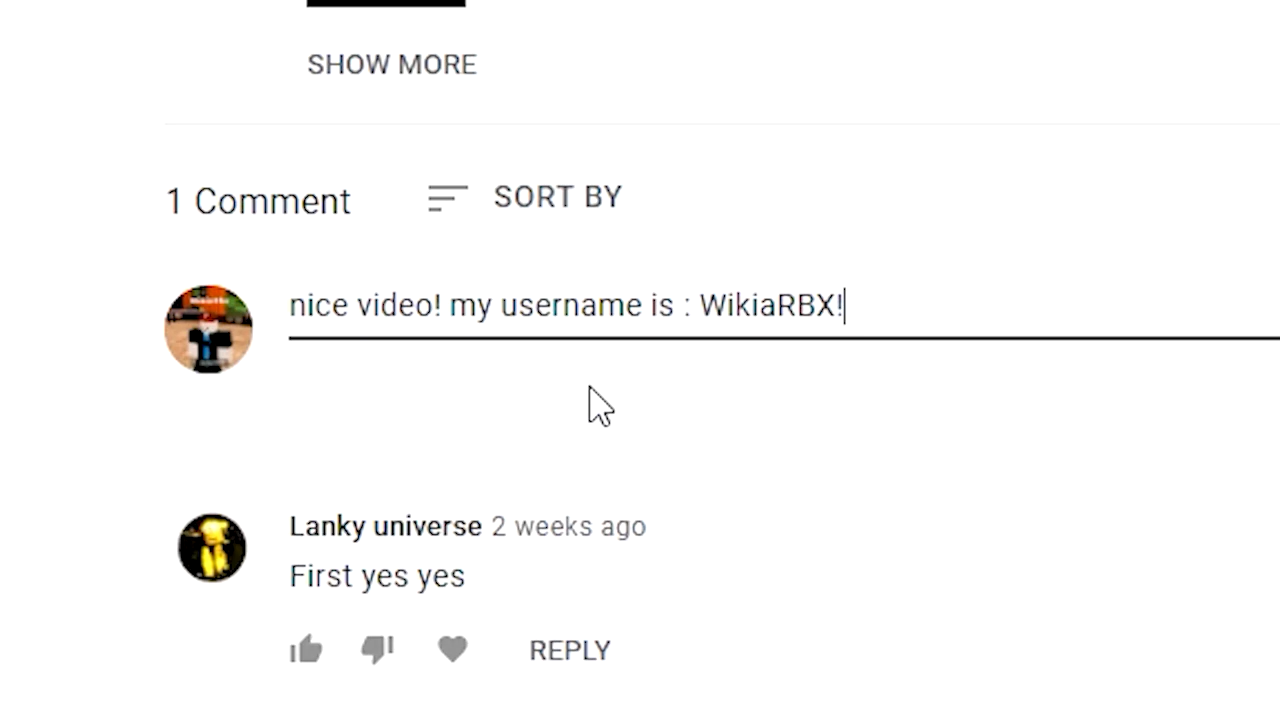 SHOW MORE
1 Comment
SORT BY
nice video! my username is : WikiaRBX!
Lanky universe 2 weeks ago
First yes yes
REPLY